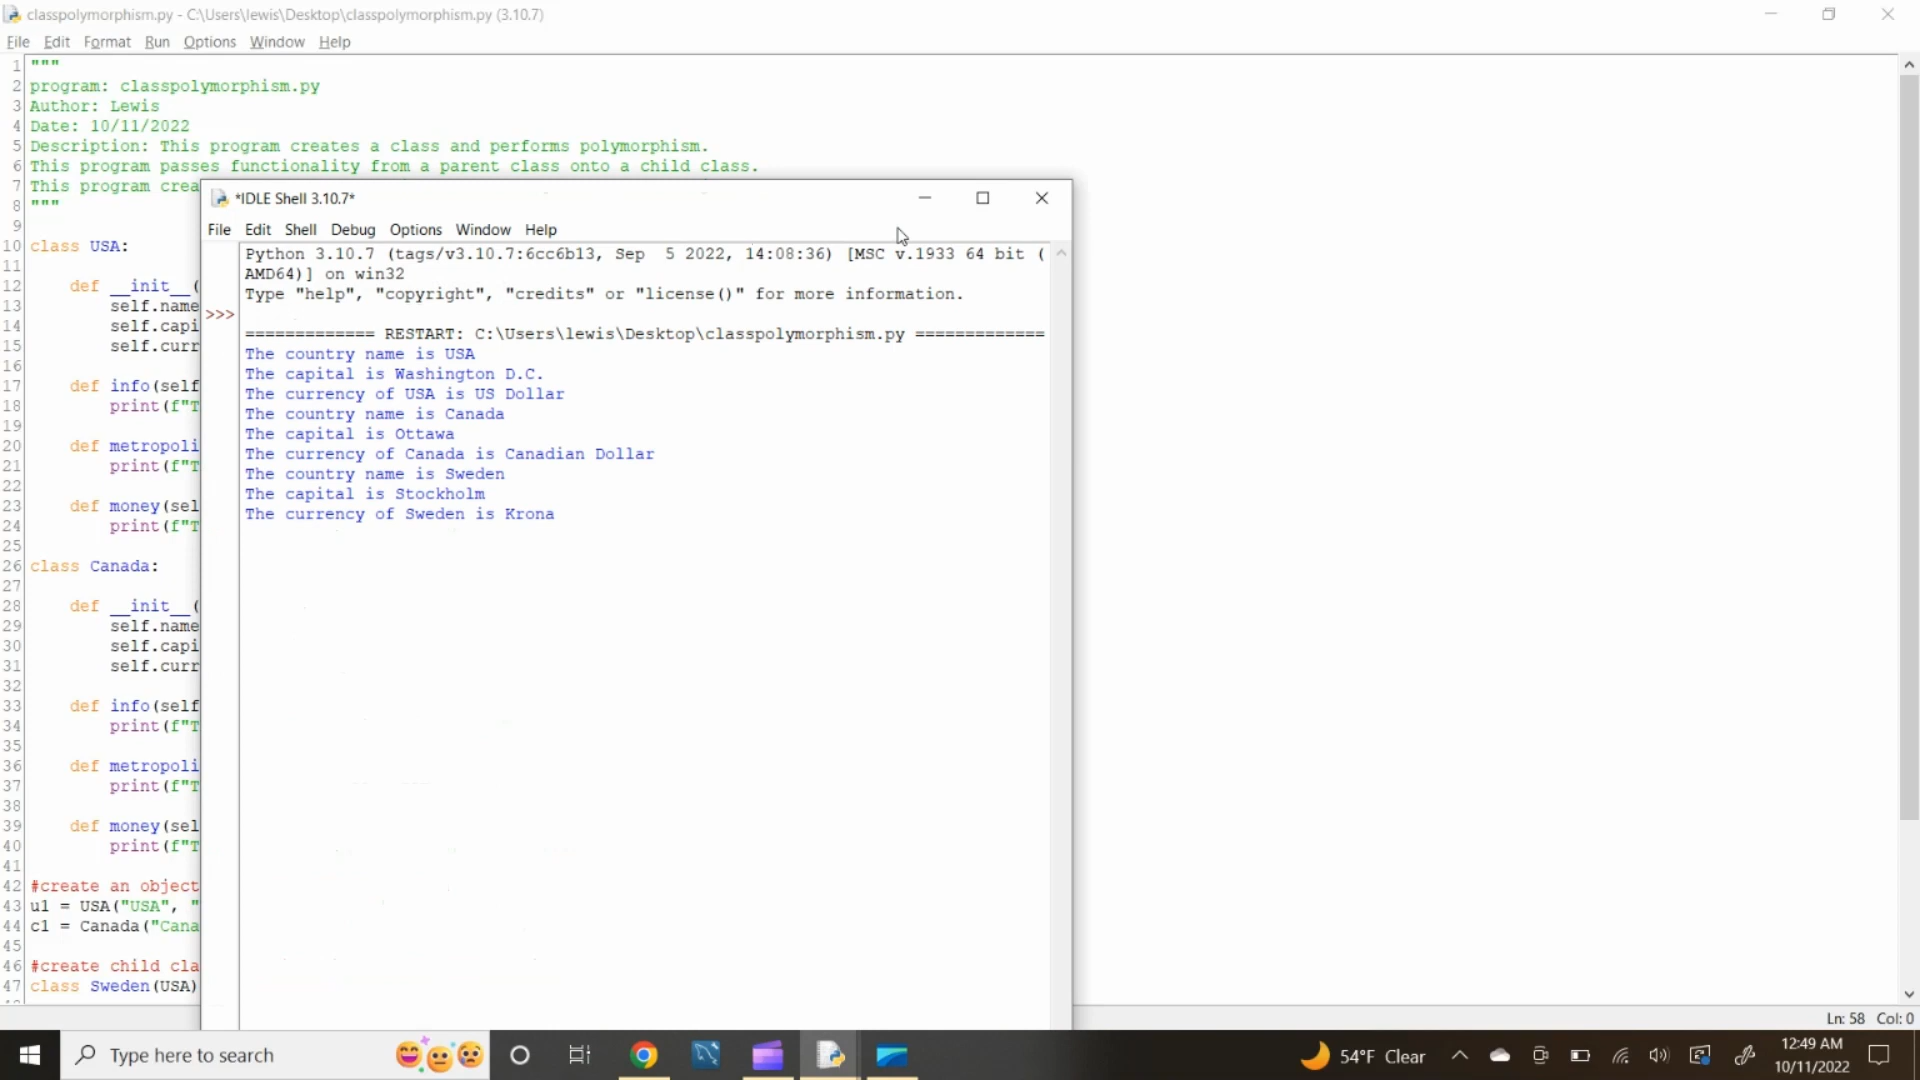 classpolymorphism.py - C:\Users\lewis\Desktop\classpolymorphism.py (3.10.7)
File Edit Format Run Options Window Help
1 """
2 program: classpolymorphism.py
3 Author: Lewis
4 Date: 10/11/2022
5 Description: This program creates a class and performs polymorphism.
6 This program passes functionality from a parent class onto a child class.
7 This program crea
8 """
9
10 class USA:
11
12 def __init__(
13 self.name
14 self.capi
15 self.curr
16
17 def info(self
18 print(f"T
19
20 def metropoli
21 print(f"T
22
23 def money(sel
24 print(f"T
25
26 class Canada:
27
28 def __init__(
29 self.name
30 self.capi
31 self.curr
32
33 def info(self
34 print(f"T
35
36 def metropoli
37 print(f"T
38
39 def money(sel
40 print(f"T
41
42 #create an object
43 u1 = USA("USA", "
44 c1 = Canada("Cana
45
46 #create child cla
47 class Sweden(USA)
*IDLE Shell 3.10.7*
File Edit Shell Debug Options Window Help
Python 3.10.7 (tags/v3.10.7:6cc6b13, Sep  5 2022, 14:08:36) [MSC v.1933 64 bit (
AMD64)] on win32
Type "help", "copyright", "credits" or "license()" for more information.
>>>
============= RESTART: C:\Users\lewis\Desktop\classpolymorphism.py =============
The country name is USA
The capital is Washington D.C.
The currency of USA is US Dollar
The country name is Canada
The capital is Ottawa
The currency of Canada is Canadian Dollar
The country name is Sweden
The capital is Stockholm
The currency of Sweden is Krona
Ln: 58 Col: 0
Type here to search
54°F Clear
12:49 AM
10/11/2022